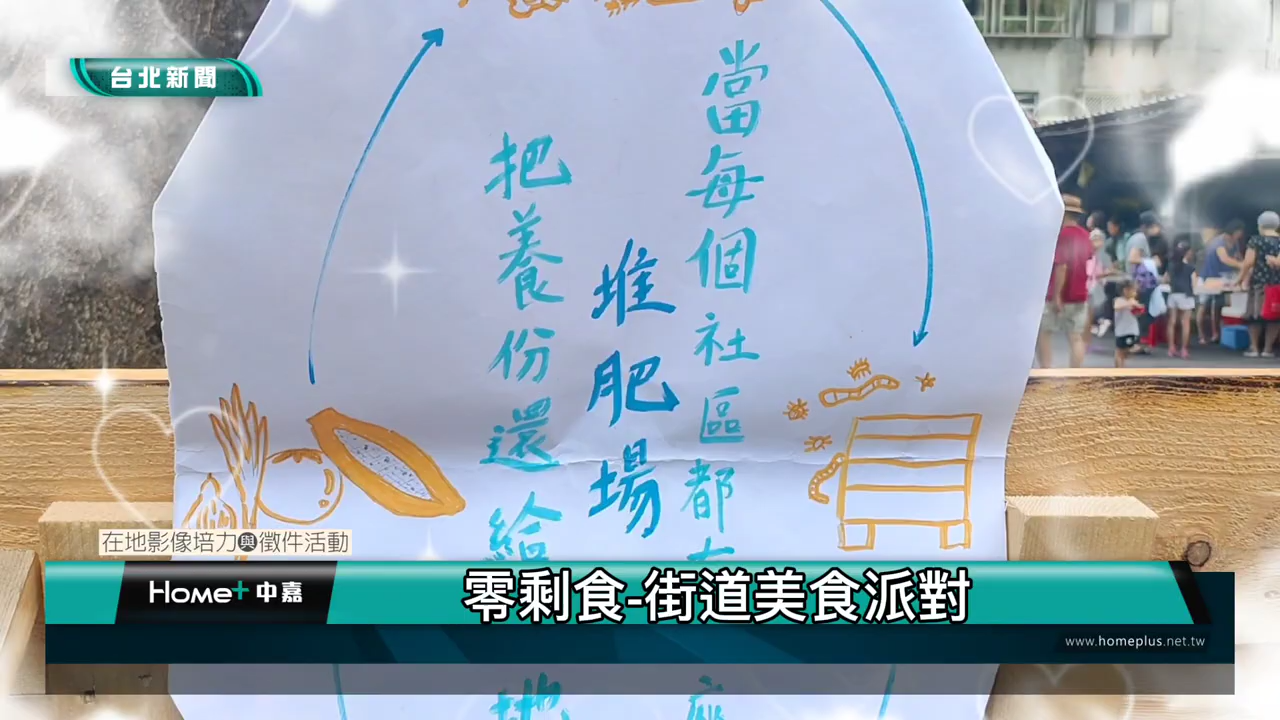 台北新聞
當每個社區都有
座
堆肥場
把養份還給
地
在地影像培力與徵件活動
Home+中嘉
零剩食-街道美食派對
www.homeplus.net.tw